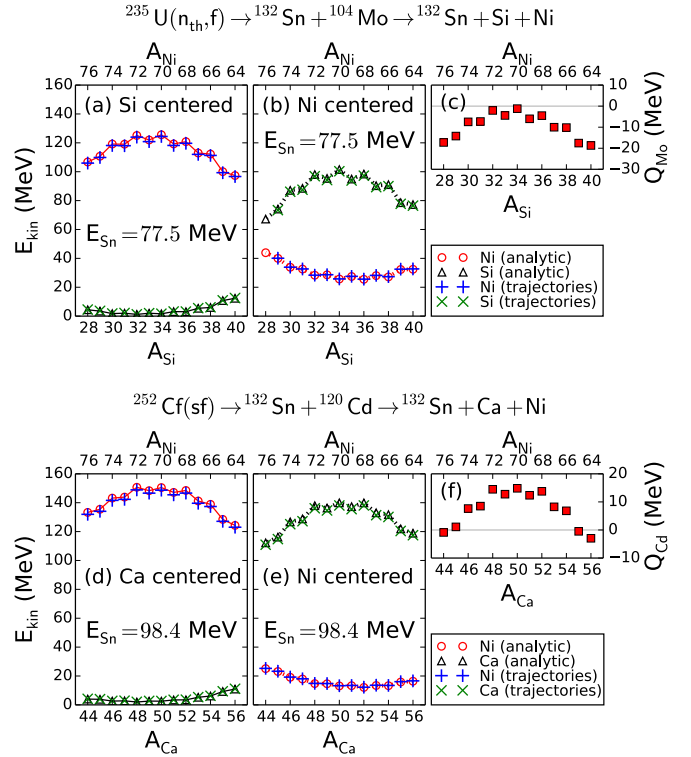 ²³⁵U(nₜₕ,f) → ¹³²Sn + ¹⁰⁴Mo → ¹³²Sn + Si + Ni
A_Ni
76 74 72 70 68 66 64
A_Ni
76 74 72 70 68 66 64
A_Ni
76 74 72 70 68 66 64
160
140
120
100
80
60
40
20
0
E_kin (MeV)
(a) Si centered
E_Sn = 77.5 MeV
28 30 32 34 36 38 40
A_Si
(b) Ni centered
E_Sn = 77.5 MeV
28 30 32 34 36 38 40
A_Si
(c)
10
0
−10
−20
−30
Q_Mo (MeV)
28 30 32 34 36 38 40
A_Si
Ni (analytic)
Si (analytic)
Ni (trajectories)
Si (trajectories)
²⁵²Cf(sf) → ¹³²Sn + ¹²⁰Cd → ¹³²Sn + Ca + Ni
A_Ni
76 74 72 70 68 66 64
A_Ni
76 74 72 70 68 66 64
A_Ni
76 74 72 70 68 66 64
160
140
120
100
80
60
40
20
0
E_kin (MeV)
(d) Ca centered
E_Sn = 98.4 MeV
44 46 48 50 52 54 56
A_Ca
(e) Ni centered
E_Sn = 98.4 MeV
44 46 48 50 52 54 56
A_Ca
(f)
20
10
0
−10
Q_Cd (MeV)
44 46 48 50 52 54 56
A_Ca
Ni (analytic)
Ca (analytic)
Ni (trajectories)
Ca (trajectories)